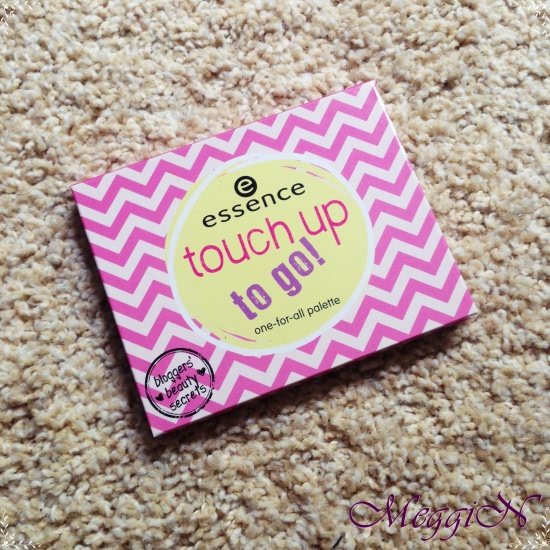 e
essence
touch up
to go!
one-for-all palette
bloggers'
beauty
secrets
MeggiN